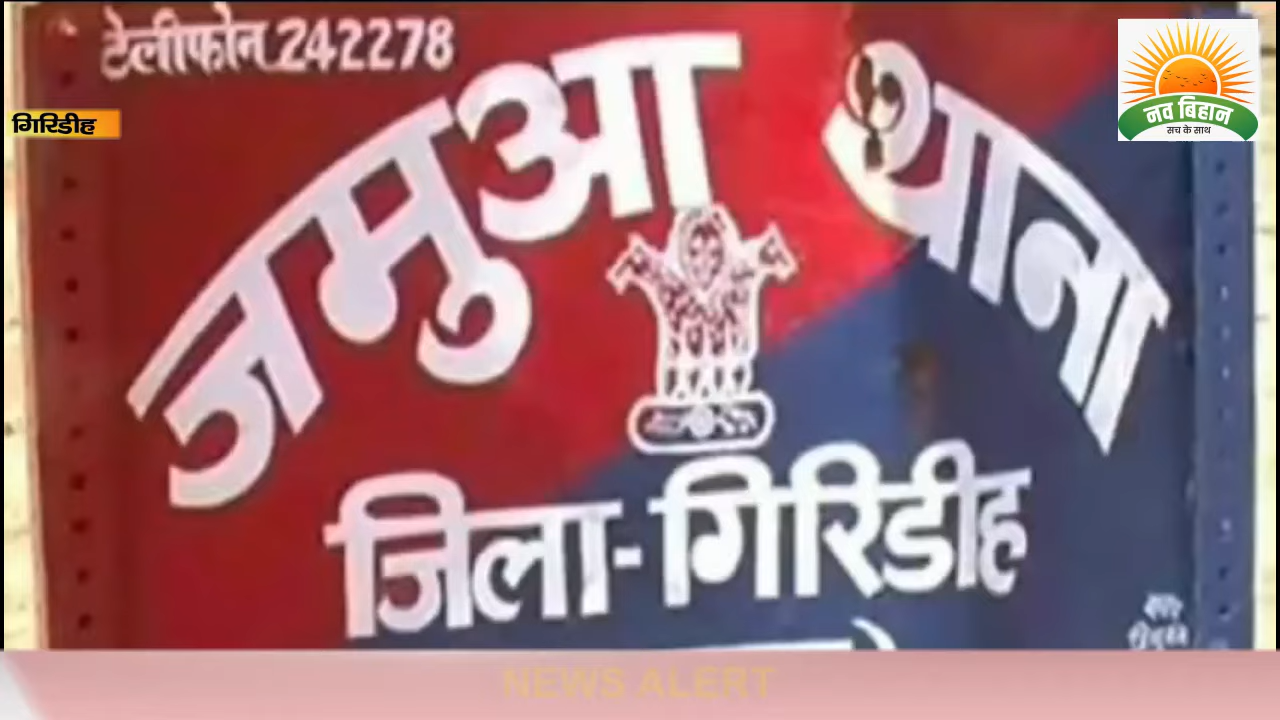 टेलीफोन 242278
नव बिहान
सच के साथ
गिरिडीह
जमुआ थाना
जिला-गिरिडीह
NEWS ALERT